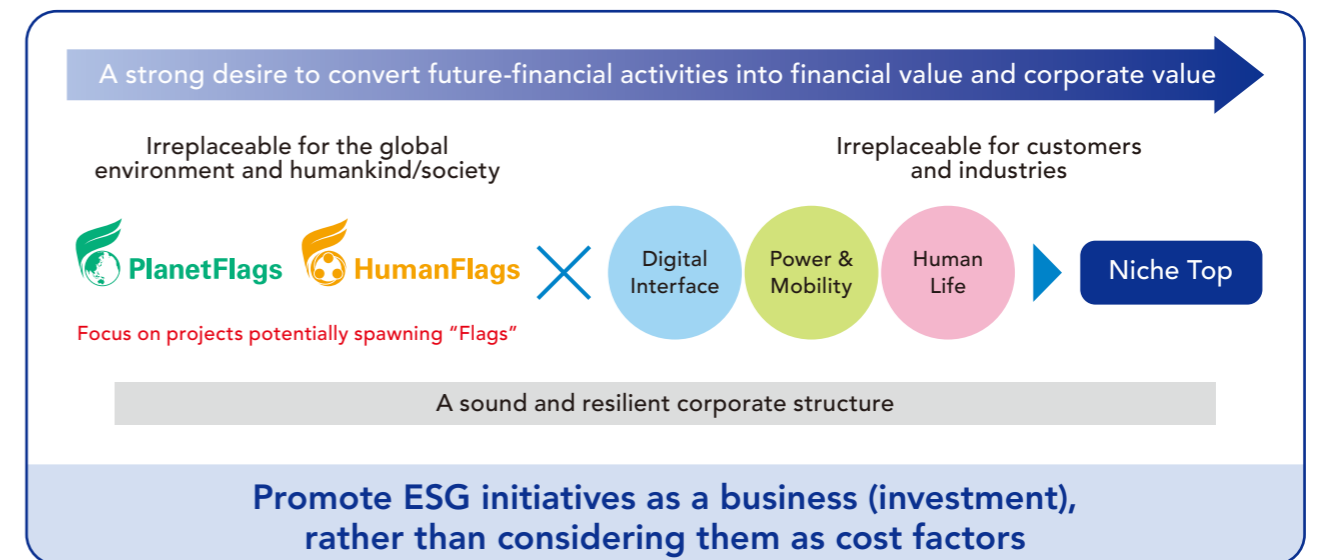 A strong desire to convert future-financial activities into financial value and corporate value
Irreplaceable for the global
environment and humankind/society
Irreplaceable for customers
and industries
PlanetFlags
HumanFlags
Digital
Interface
Power &
Mobility
Human
Life
Niche Top
Focus on projects potentially spawning “Flags”
A sound and resilient corporate structure
Promote ESG initiatives as a business (investment),
rather than considering them as cost factors